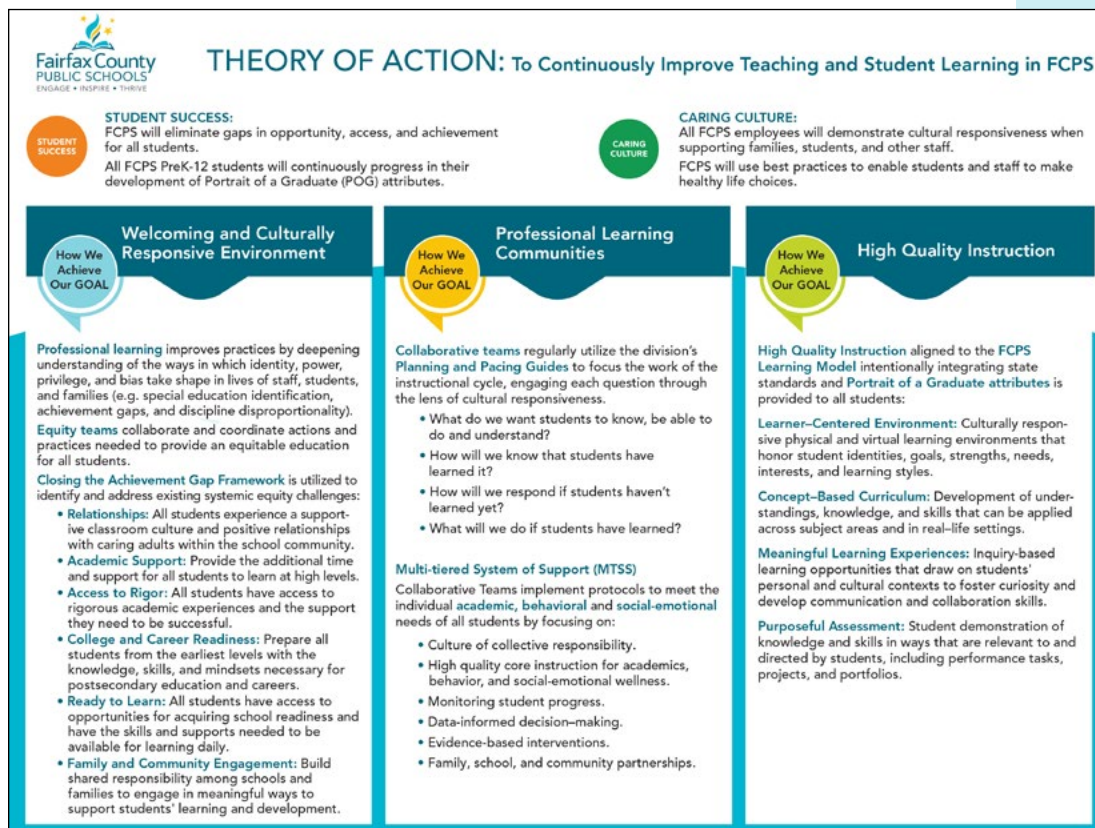 Fairfax County
PUBLIC SCHOOLS
ENGAGE • INSPIRE • THRIVE
THEORY OF ACTION: To Continuously Improve Teaching and Student Learning in FCPS
STUDENT
SUCCESS
STUDENT SUCCESS:
FCPS will eliminate gaps in opportunity, access, and achievement
for all students.
All FCPS PreK-12 students will continuously progress in their
development of Portrait of a Graduate (POG) attributes.
CARING
CULTURE
CARING CULTURE:
All FCPS employees will demonstrate cultural responsiveness when
supporting families, students, and other staff.
FCPS will use best practices to enable students and staff to make
healthy life choices.
How We
Achieve
Our GOAL
Welcoming and Culturally
Responsive Environment
Professional learning improves practices by deepening
understanding of the ways in which identity, power,
privilege, and bias take shape in lives of staff, students,
and families (e.g. special education identification,
achievement gaps, and discipline disproportionality).
Equity teams collaborate and coordinate actions and
practices needed to provide an equitable education
for all students.
Closing the Achievement Gap Framework is utilized to
identify and address existing systemic equity challenges:
• Relationships: All students experience a support-
ive classroom culture and positive relationships
with caring adults within the school community.
• Academic Support: Provide the additional time
and support for all students to learn at high levels.
• Access to Rigor: All students have access to
rigorous academic experiences and the support
they need to be successful.
• College and Career Readiness: Prepare all
students from the earliest levels with the
knowledge, skills, and mindsets necessary for
postsecondary education and careers.
• Ready to Learn: All students have access to
opportunities for acquiring school readiness and
have the skills and supports needed to be
available for learning daily.
• Family and Community Engagement: Build
shared responsibility among schools and
families to engage in meaningful ways to
support students' learning and development.
How We
Achieve
Our GOAL
Professional Learning
Communities
Collaborative teams regularly utilize the division's
Planning and Pacing Guides to focus the work of the
instructional cycle, engaging each question through
the lens of cultural responsiveness.
• What do we want students to know, be able to
do and understand?
• How will we know that students have
learned it?
• How will we respond if students haven't
learned yet?
• What will we do if students have learned?
Multi-tiered System of Support (MTSS)
Collaborative Teams implement protocols to meet the
individual academic, behavioral and social-emotional
needs of all students by focusing on:
• Culture of collective responsibility.
• High quality core instruction for academics,
behavior, and social-emotional wellness.
• Monitoring student progress.
• Data-informed decision–making.
• Evidence-based interventions.
• Family, school, and community partnerships.
How We
Achieve
Our GOAL
High Quality Instruction
High Quality Instruction aligned to the FCPS
Learning Model intentionally integrating state
standards and Portrait of a Graduate attributes is
provided to all students:
Learner–Centered Environment: Culturally respon-
sive physical and virtual learning environments that
honor student identities, goals, strengths, needs,
interests, and learning styles.
Concept–Based Curriculum: Development of under-
standings, knowledge, and skills that can be applied
across subject areas and in real–life settings.
Meaningful Learning Experiences: Inquiry-based
learning opportunities that draw on students'
personal and cultural contexts to foster curiosity and
develop communication and collaboration skills.
Purposeful Assessment: Student demonstration of
knowledge and skills in ways that are relevant to and
directed by students, including performance tasks,
projects, and portfolios.